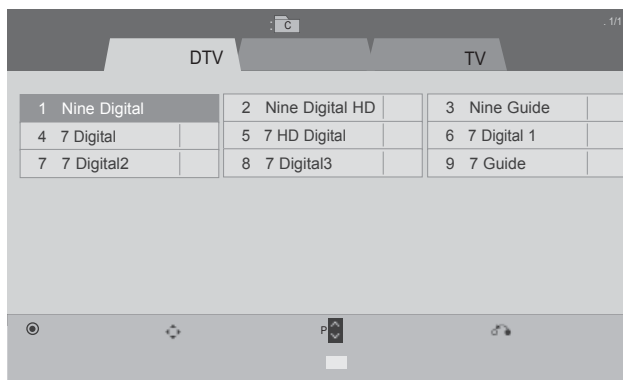 : C . 1/1
DTV TV
1 Nine Digital 2 Nine Digital HD 3 Nine Guide
4 7 Digital 5 7 HD Digital 6 7 Digital 1
7 7 Digital2 8 7 Digital3 9 7 Guide
P